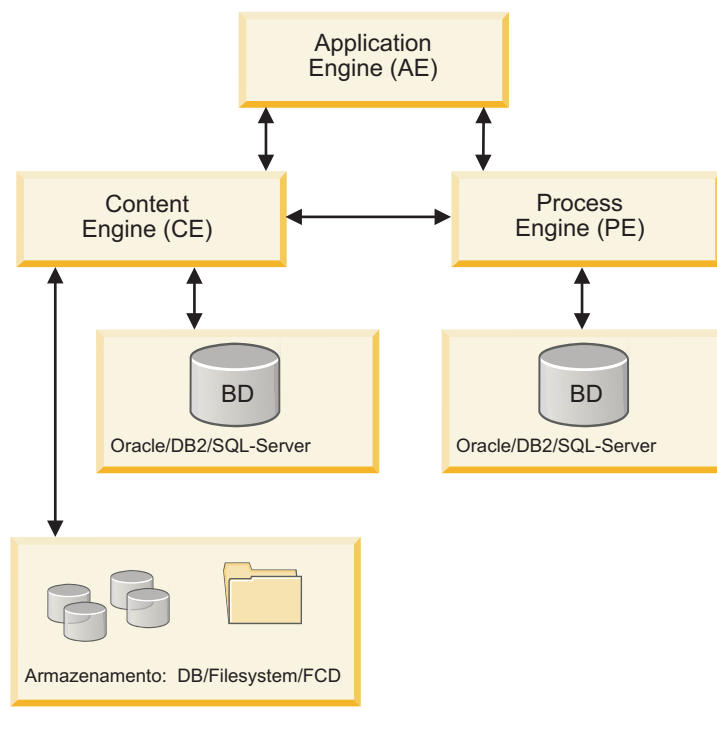 Application
Engine (AE)
Content
Engine (CE)
Process
Engine (PE)
BD
Oracle/DB2/SQL-Server
BD
Oracle/DB2/SQL-Server
Armazenamento: DB/Filesystem/FCD